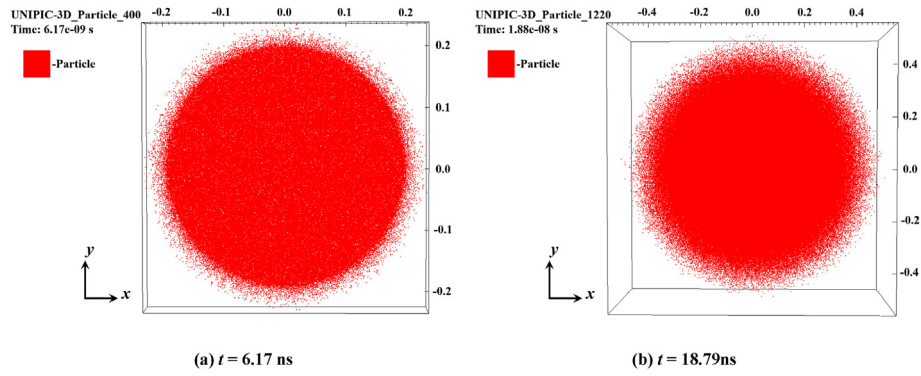 UNIPIC-3D_Particle_400
Time: 6.17e-09 s
-Particle
-0.2 -0.1 0.0 0.1 0.2
0.2
0.1
0.0
-0.1
-0.2
y
x
(a) t = 6.17 ns
UNIPIC-3D_Particle_1220
Time: 1.88e-08 s
-Particle
-0.4 -0.2 0.0 0.2 0.4
0.4
0.2
0.0
-0.2
-0.4
y
x
(b) t = 18.79ns